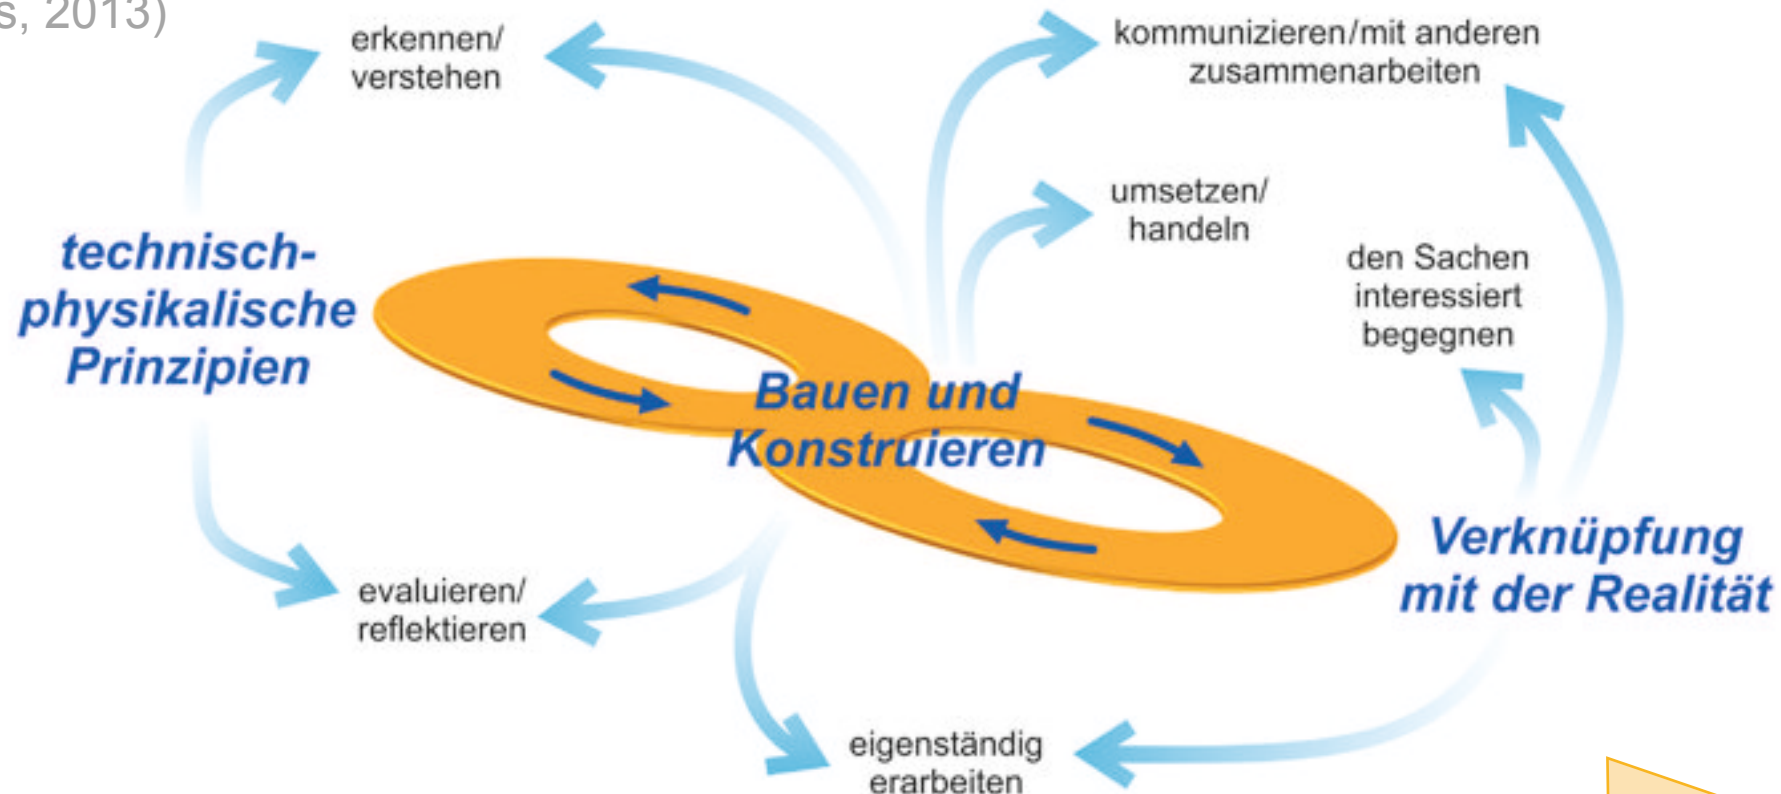 s, 2013)
erkennen/
verstehen
kommunizieren/mit anderen
zusammenarbeiten
umsetzen/
handeln
den Sachen
interessiert
begegnen
technisch-
physikalische
Prinzipien
Bauen und
Konstruieren
Verknüpfung
mit der Realität
evaluieren/
reflektieren
eigenständig
erarbeiten